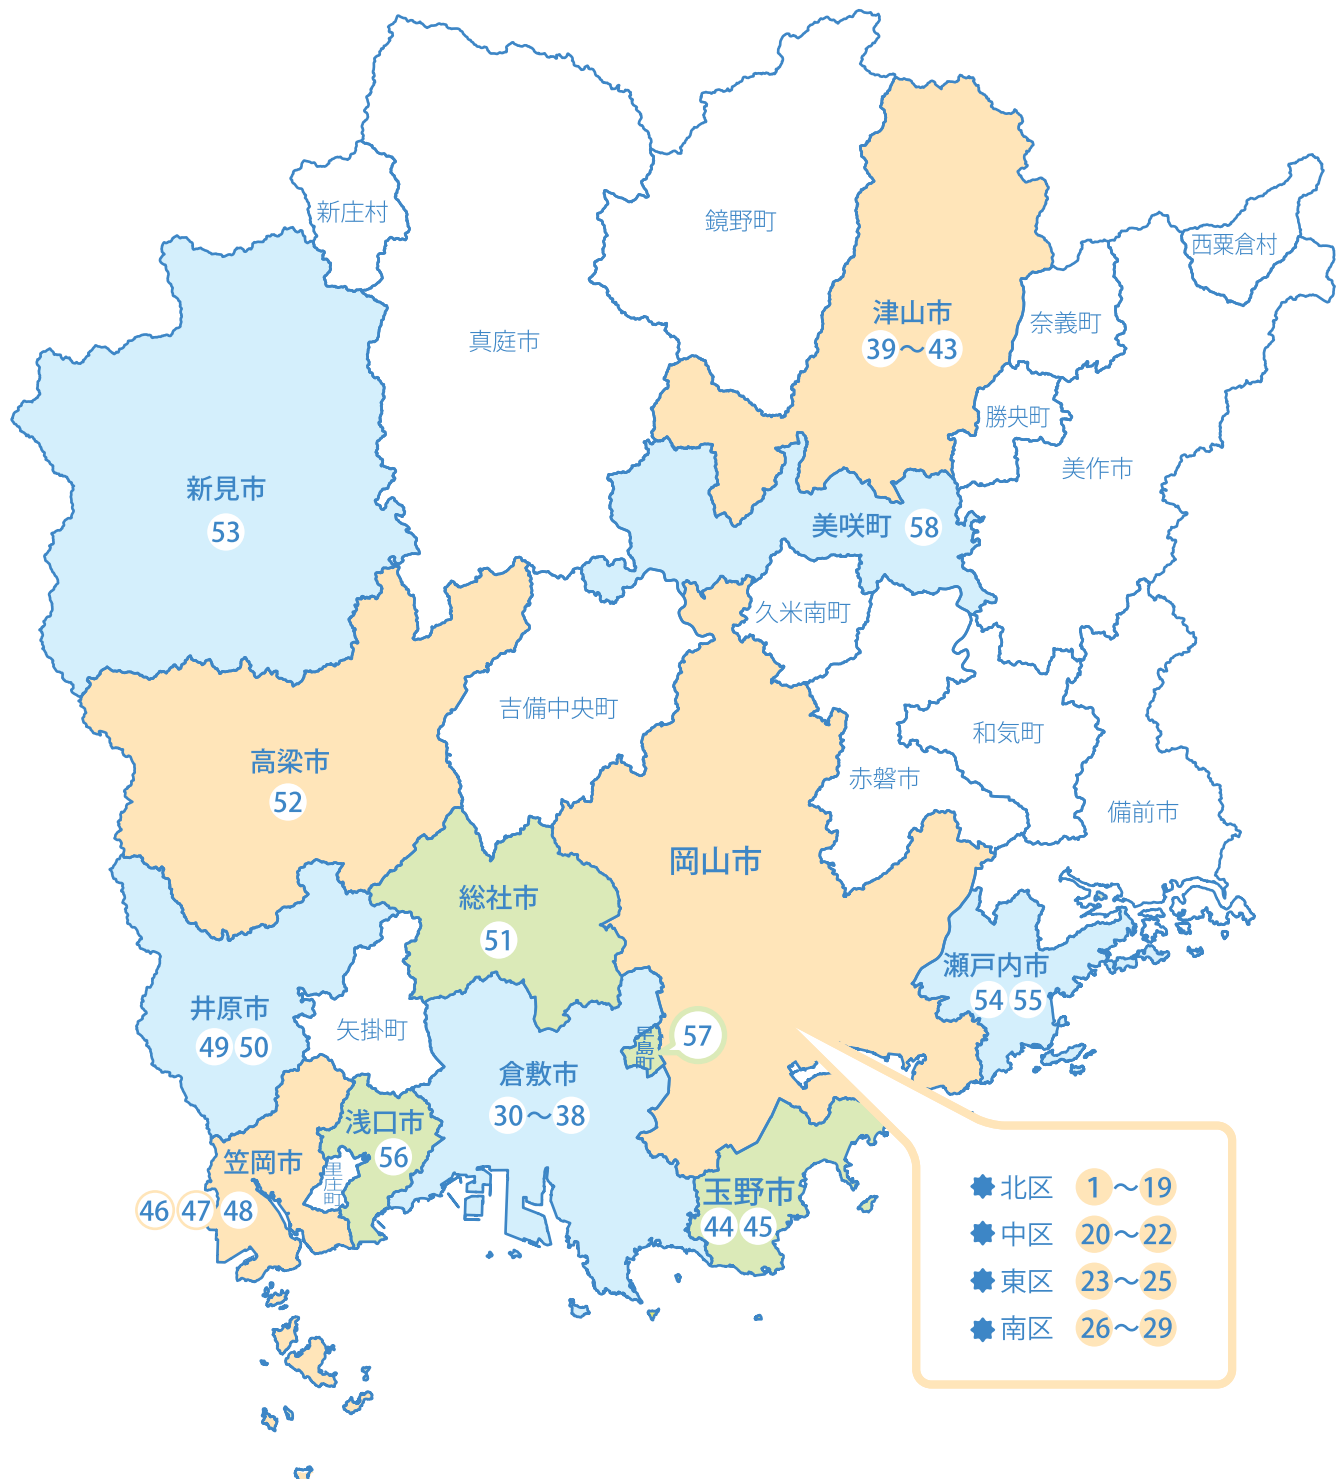 新庄村
鏡野町
西粟倉村
津山市
39～43
奈義町
真庭市
勝央町
美作市
新見市
53
美咲町 58
久米南町
吉備中央町
和気町
高梁市
52
赤磐市
備前市
岡山市
総社市
51
瀬戸内市
54 55
井原市
49 50
矢掛町
早島町
57
倉敷市
30～38
浅口市
56
笠岡市
里庄町
46 47 48
玉野市
44 45
北区 1～19
中区 20～22
東区 23～25
南区 26～29